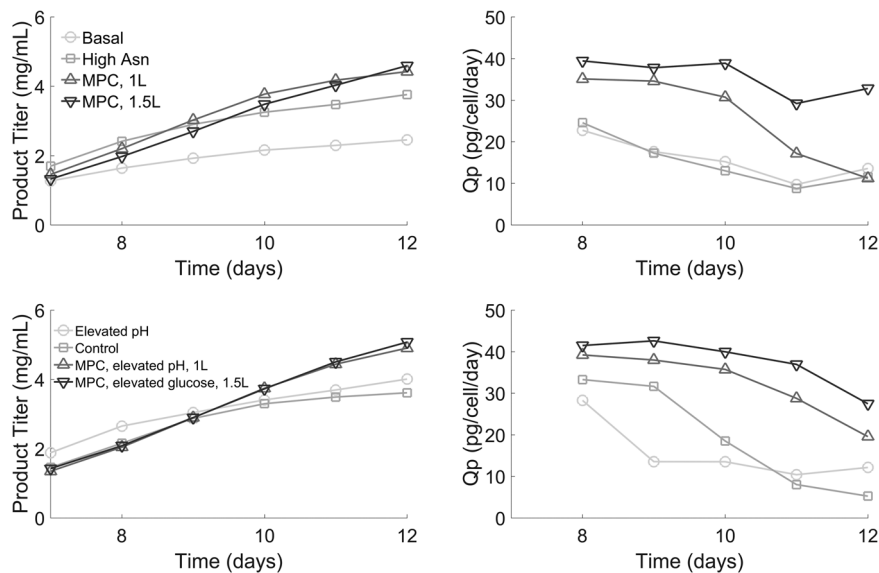 Product Titer (mg/mL)
6
4
2
0
Basal
High Asn
MPC, 1L
MPC, 1.5L
8
10
12
Time (days)
Qp (pg/cell/day)
50
40
30
20
10
0
8
10
12
Time (days)
Product Titer (mg/mL)
6
4
2
0
Elevated pH
Control
MPC, elevated pH, 1L
MPC, elevated glucose, 1.5L
8
10
12
Time (days)
Qp (pg/cell/day)
50
40
30
20
10
0
8
10
12
Time (days)